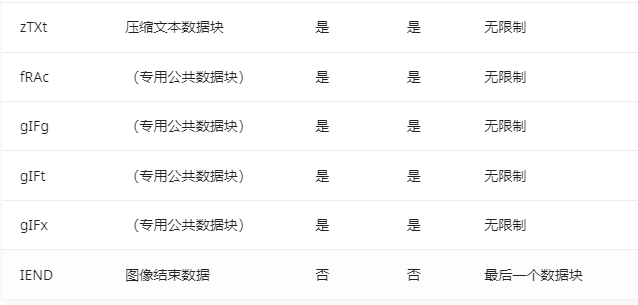 zTXt 压缩文本数据块 是 是 无限制
fRAc （专用公共数据块） 是 是 无限制
gIFg （专用公共数据块） 是 是 无限制
gIFt （专用公共数据块） 是 是 无限制
gIFx （专用公共数据块） 是 是 无限制
IEND 图像结束数据 否 否 最后一个数据块